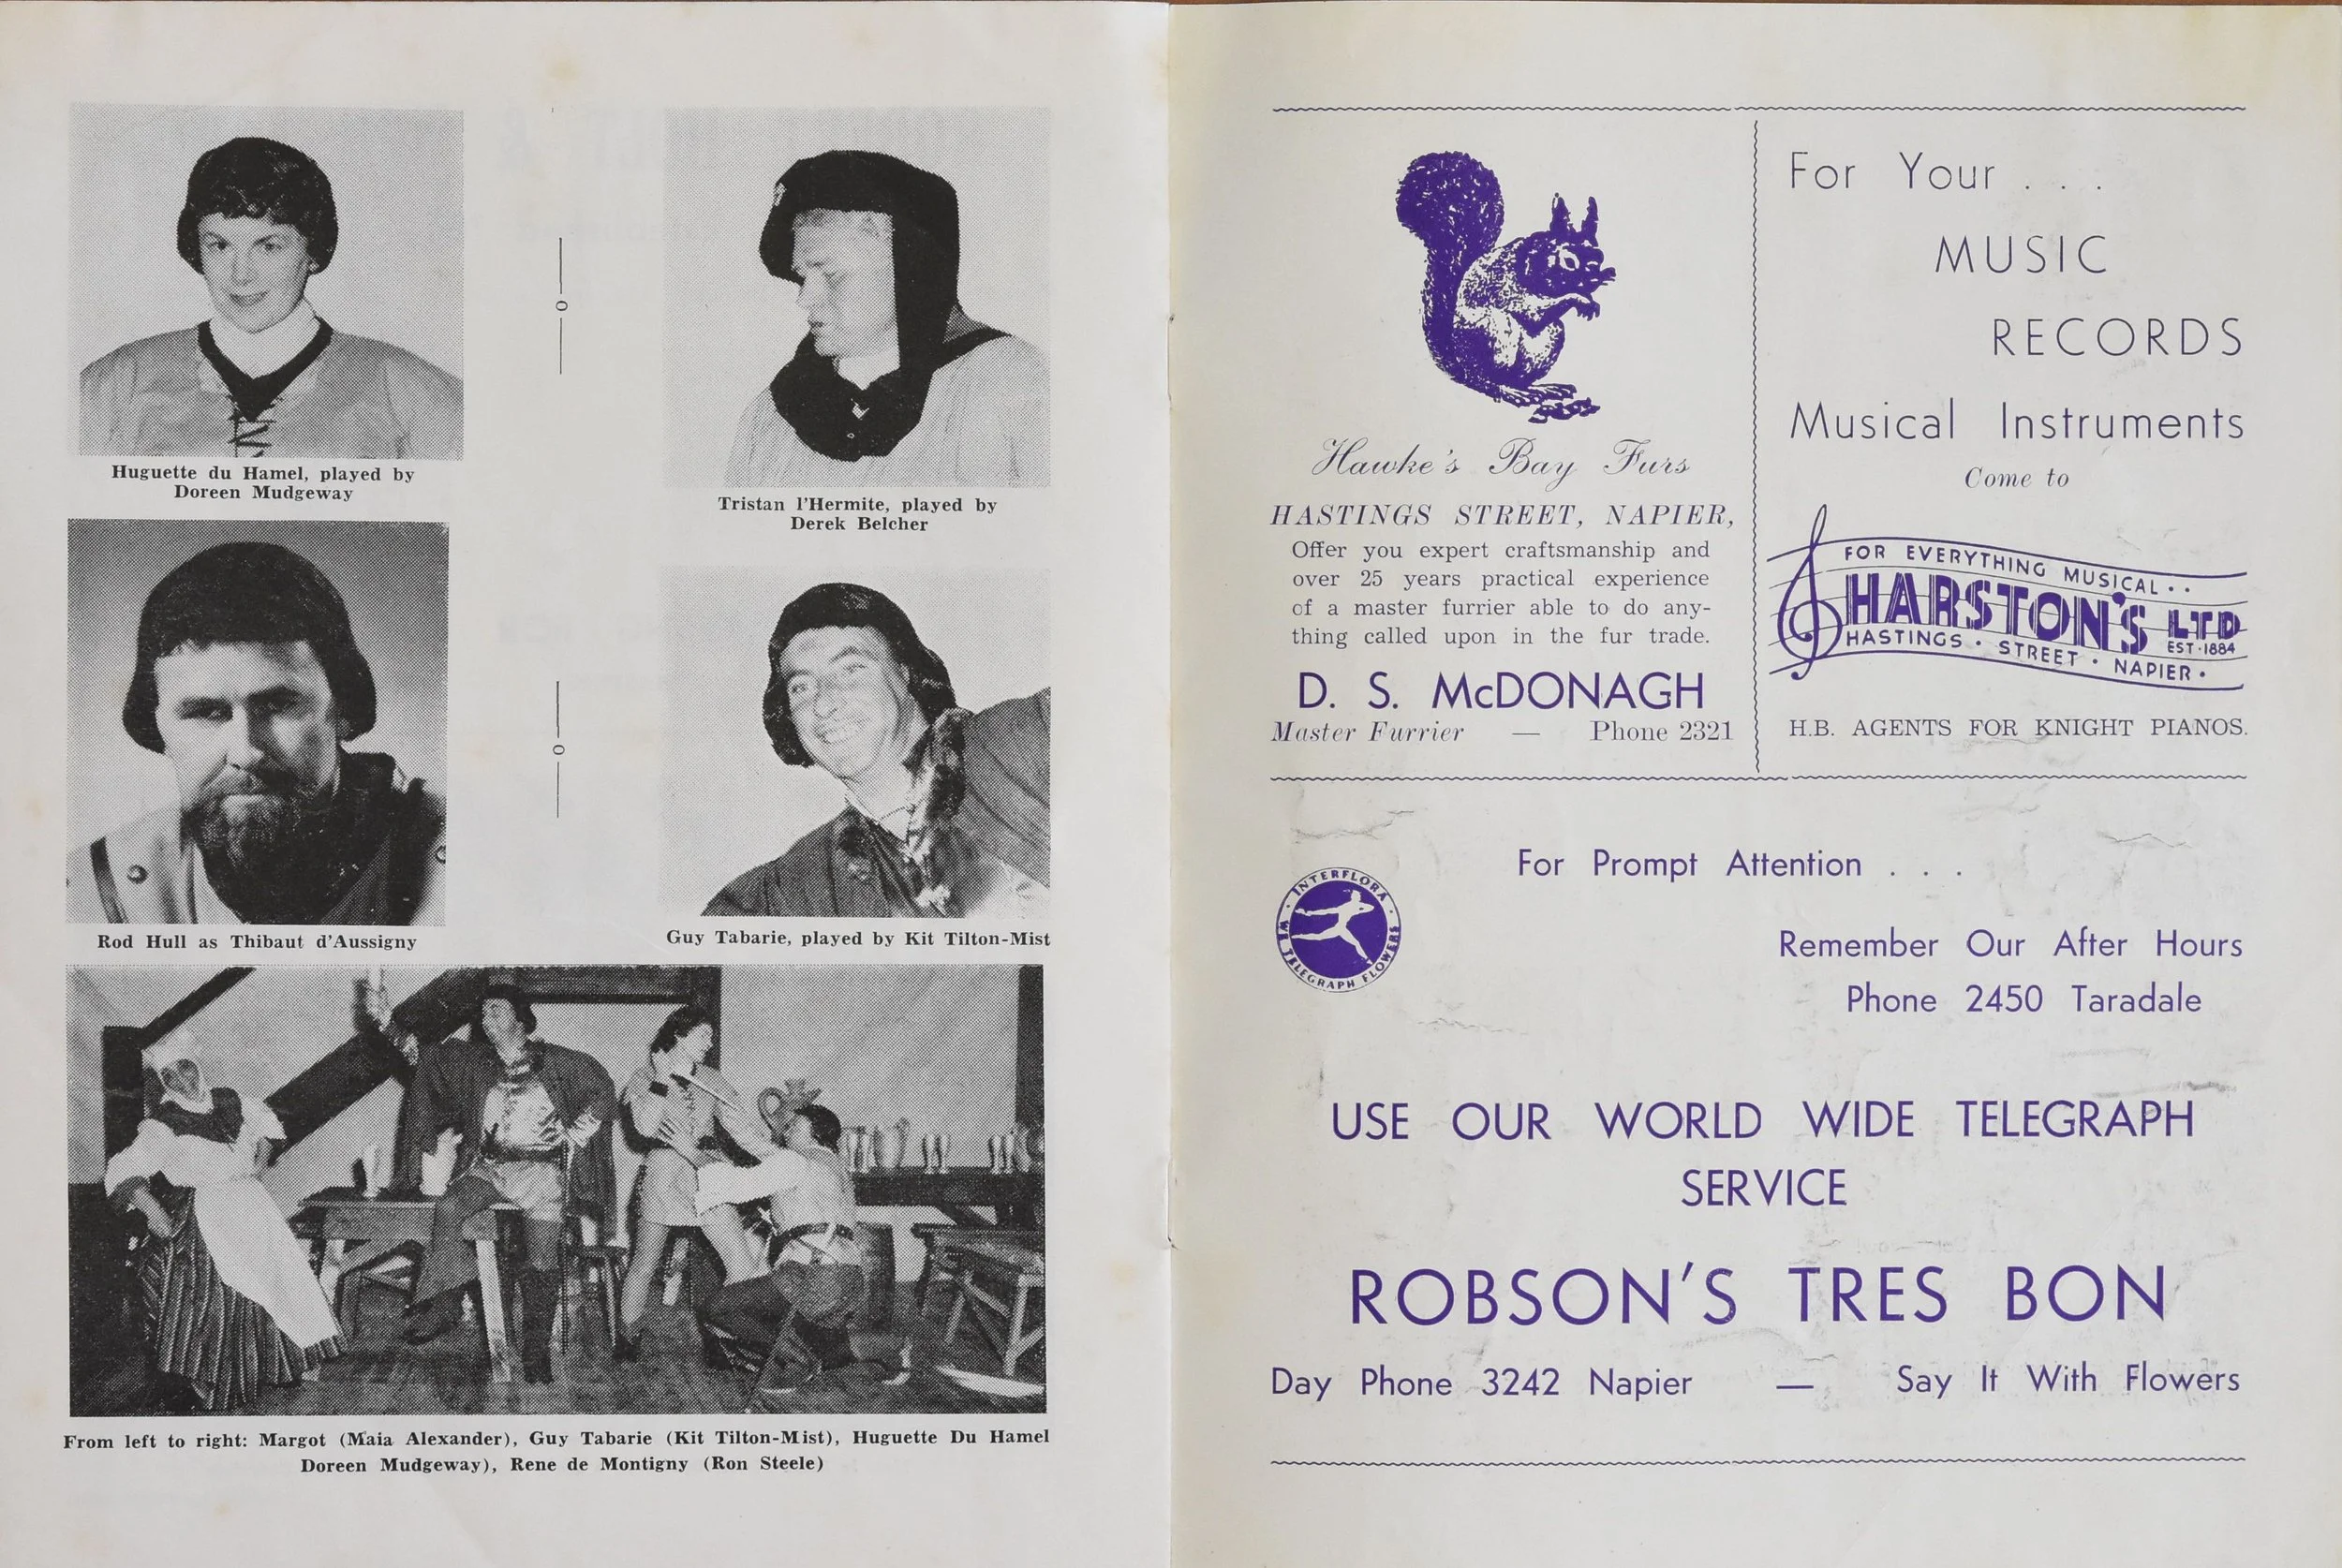 Huguette du Hamel, played by
Doreen Mudgeway
Tristan l'Hermite, played by
Derek Belcher
Rod Hull as Thibaut d'Aussigny
Guy Tabarie, played by Kit Tilton-Mist
From left to right: Margot (Maia Alexander), Guy Tabarie (Kit Tilton-Mist), Huguette Du Hamel
Doreen Mudgeway), Rene de Montigny (Ron Steele)
Hawke's Bay Furs
HASTINGS STREET, NAPIER,
Offer you expert craftsmanship and
over 25 years practical experience
of a master furrier able to do any-
thing called upon in the fur trade.
D. S. McDONAGH
Master Furrier — Phone 2321
For Your . . .
MUSIC
RECORDS
Musical Instruments
Come to
FOR EVERYTHING MUSICAL . .
HARSTON'S LTD
EST. 1884
HASTINGS · STREET · NAPIER ·
H.B. AGENTS FOR KNIGHT PIANOS.
INTERFLORA
WE TELEGRAPH FLOWERS
For Prompt Attention . . .
Remember Our After Hours
Phone 2450 Taradale
USE OUR WORLD WIDE TELEGRAPH
SERVICE
ROBSON'S TRES BON
Day Phone 3242 Napier — Say It With Flowers